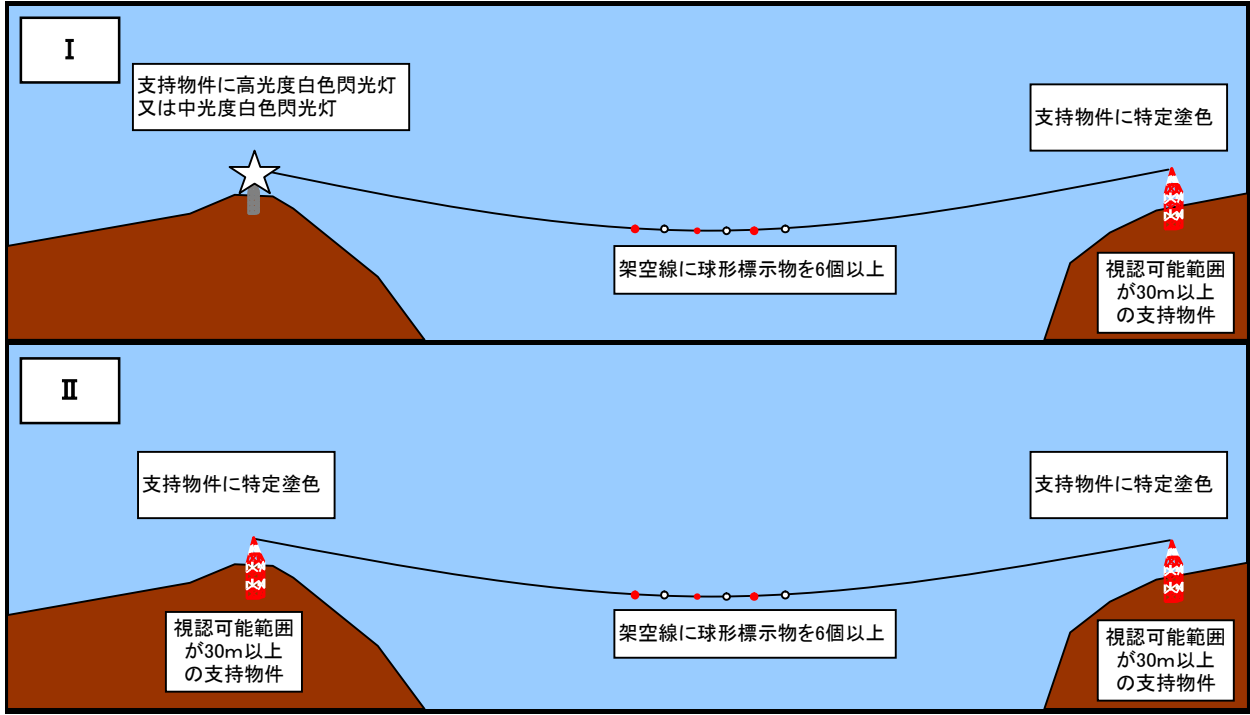 Ⅰ
支持物件に高光度白色閃光灯
又は中光度白色閃光灯
支持物件に特定塗色
架空線に球形標示物を6個以上
視認可能範囲
が30m以上
の支持物件
Ⅱ
支持物件に特定塗色
支持物件に特定塗色
架空線に球形標示物を6個以上
視認可能範囲
が30m以上
の支持物件
視認可能範囲
が30m以上
の支持物件